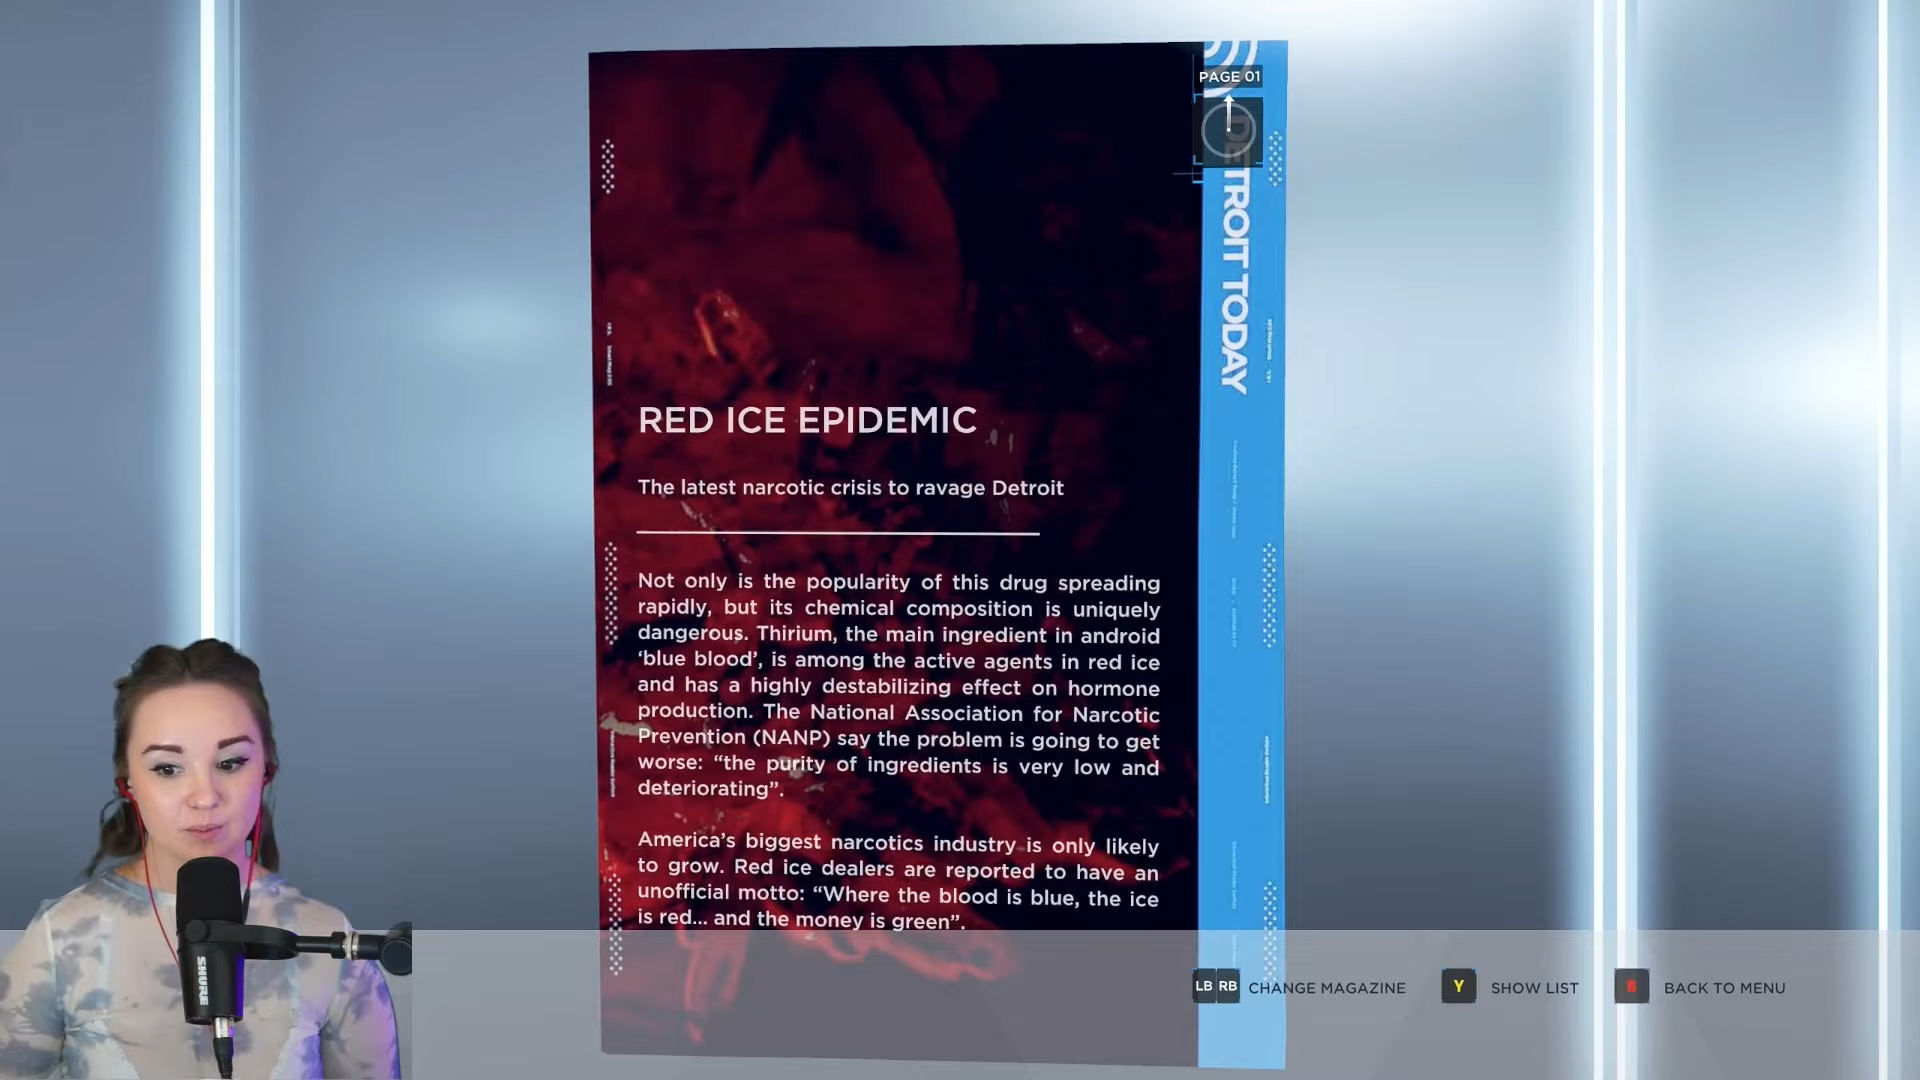 PAGE 01
DETROIT TODAY
RED ICE EPIDEMIC
The latest narcotic crisis to ravage Detroit
Not only is the popularity of this drug spreading
rapidly, but its chemical composition is uniquely
dangerous. Thirium, the main ingredient in android
‘blue blood’, is among the active agents in red ice
and has a highly destabilizing effect on hormone
production. The National Association for Narcotic
Prevention (NANP) say the problem is going to get
worse: “the purity of ingredients is very low and
deteriorating”.
America’s biggest narcotics industry is only likely
to grow. Red ice dealers are reported to have an
unofficial motto: “Where the blood is blue, the ice
is red... and the money is green”.
SHURE
LB RB CHANGE MAGAZINE
Y SHOW LIST
B BACK TO MENU